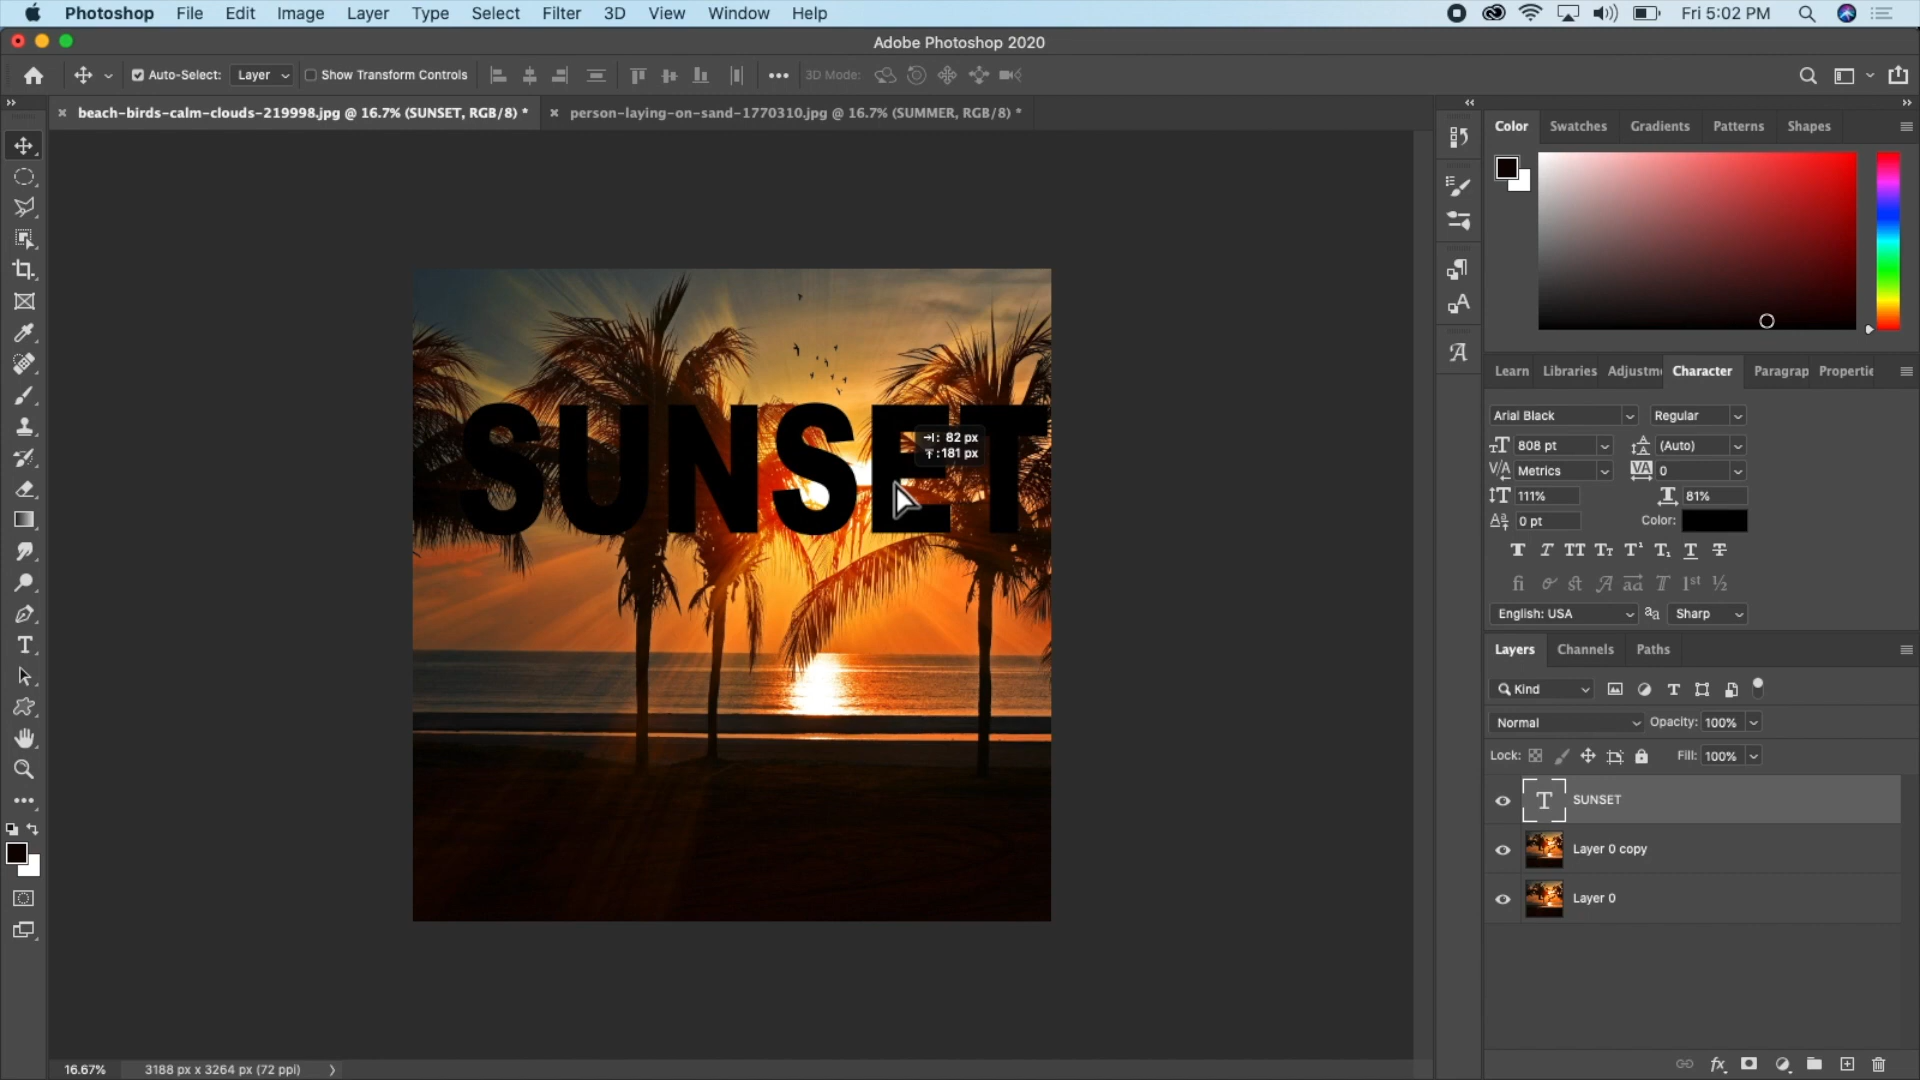 Photoshop File Edit Image Layer Type Select Filter 3D View Window Help Fri 5:02 PM
Adobe Photoshop 2020
Auto-Select: Layer Show Transform Controls 3D Mode:
beach-birds-calm-clouds-219998.jpg @ 16.7% (SUNSET, RGB/8) * person-laying-on-sand-1770310.jpg @ 16.7% (SUMMER, RGB/8) *
Color Swatches Gradients Patterns Shapes
Learn Libraries Adjustm Character Paragrap Propertie
Arial Black Regular
808 pt (Auto)
Metrics 0
111% 81%
0 pt Color:
English: USA Sharp
SUNSET
82 px
181 px
Layers Channels Paths
Kind
Normal Opacity: 100%
Lock: Fill: 100%
SUNSET
Layer 0 copy
Layer 0
16.67% 3188 px x 3264 px (72 ppi)